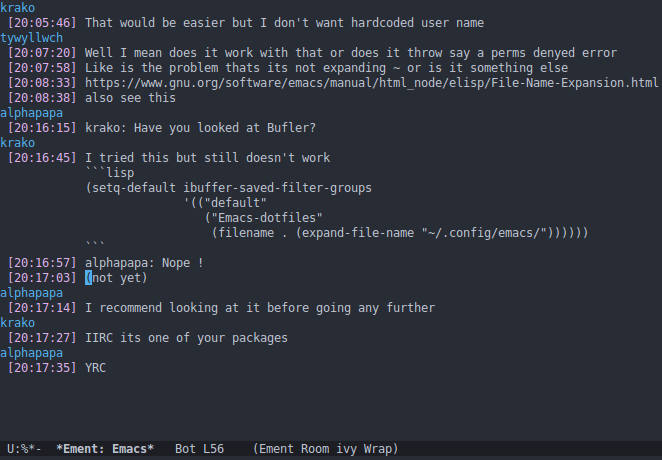 krako
[20:05:46] That would be easier but I don't want hardcoded user name
tywyllwch
[20:07:20] Well I mean does it work with that or does it throw say a perms denyed error
[20:07:58] Like is the problem thats its not expanding ~ or is it something else
[20:08:33] https://www.gnu.org/software/emacs/manual/html_node/elisp/File-Name-Expansion.html
[20:08:38] also see this
alphapapa
[20:16:15] krako: Have you looked at Bufler?
krako
[20:16:45] I tried this but still doesn't work
```lisp
(setq-default ibuffer-saved-filter-groups
'(("default"
("Emacs-dotfiles"
(filename . (expand-file-name "~/.config/emacs/"))))))
```
[20:16:57] alphapapa: Nope !
[20:17:03] (not yet)
alphapapa
[20:17:14] I recommend looking at it before going any further
krako
[20:17:27] IIRC its one of your packages
alphapapa
[20:17:35] YRC
U:%*- *Ement: Emacs* Bot L56 (Ement Room ivy Wrap)